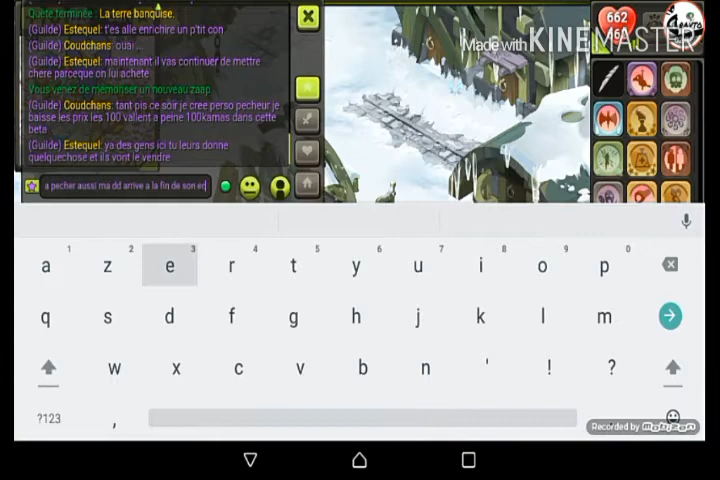 Quête terminée : La terre banquise.
(Guilde) Estequel: t'es alle enrichire un p'tit con
(Guilde) Coudchans: ouai ...
(Guilde) Estequel: maintenant il vas continuer de mettre
chere parceque on lui achete
Vous venez de mémoriser un nouveau zaap.
(Guilde) Coudchans: tant pis ce soir je cree perso pecheur je
baisse les prix les 100 vallent a peine 100kamas dans cette
beta
(Guilde) Estequel: ya des gens ici tu leurs donne
quelquechose et ils vont le vendre
a pecher aussi ma dd arrive a la fin de son en
662
Made with KINEMASTER
1 2 3 4 5 6 7 8 9 0
a z e r t y u i o p
q s d f g h j k l m
w x c v b n ' ! ?
?123 ,
Recorded by mobizen